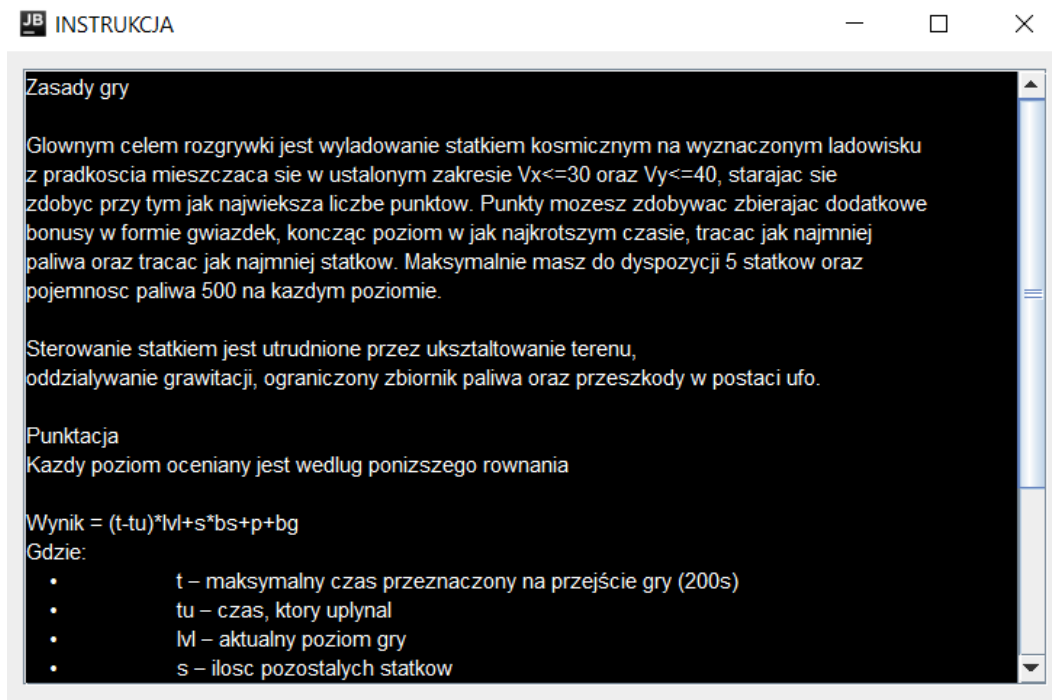 JB INSTRUKCJA
Zasady gry
Glownym celem rozgrywki jest wyladowanie statkiem kosmicznym na wyznaczonym ladowisku
z pradkoscia mieszczaca sie w ustalonym zakresie Vx<=30 oraz Vy<=40, starajac sie
zdobyc przy tym jak najwieksza liczbe punktow. Punkty mozesz zdobywac zbierajac dodatkowe
bonusy w formie gwiazdek, kończąc poziom w jak najkrotszym czasie, tracac jak najmniej
paliwa oraz tracac jak najmniej statkow. Maksymalnie masz do dyspozycji 5 statkow oraz
pojemnosc paliwa 500 na kazdym poziomie.
Sterowanie statkiem jest utrudnione przez uksztaltowanie terenu,
oddzialywanie grawitacji, ograniczony zbiornik paliwa oraz przeszkody w postaci ufo.
Punktacja
Kazdy poziom oceniany jest wedlug ponizszego rownania
Wynik = (t-tu)*lvl+s*bs+p+bg
Gdzie:
• t – maksymalny czas przeznaczony na przejście gry (200s)
• tu – czas, ktory uplynal
• lvl – aktualny poziom gry
• s – ilosc pozostalych statkow